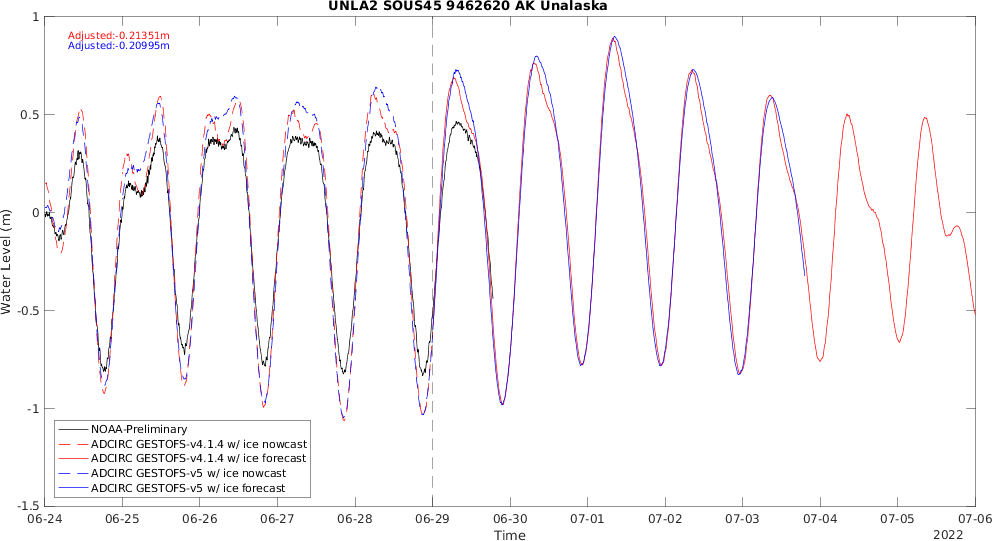 UNLA2 SOUS45 9462620 AK Unalaska
Adjusted:-0.21351m
Adjusted:-0.20995m
1
0.5
0
-0.5
-1
-1.5
Water Level (m)
NOAA-Preliminary
ADCIRC GESTOFS-v4.1.4 w/ ice nowcast
ADCIRC GESTOFS-v4.1.4 w/ ice forecast
ADCIRC GESTOFS-v5 w/ ice nowcast
ADCIRC GESTOFS-v5 w/ ice forecast
06-24 06-25 06-26 06-27 06-28 06-29 06-30 07-01 07-02 07-03 07-04 07-05 07-06
Time
2022